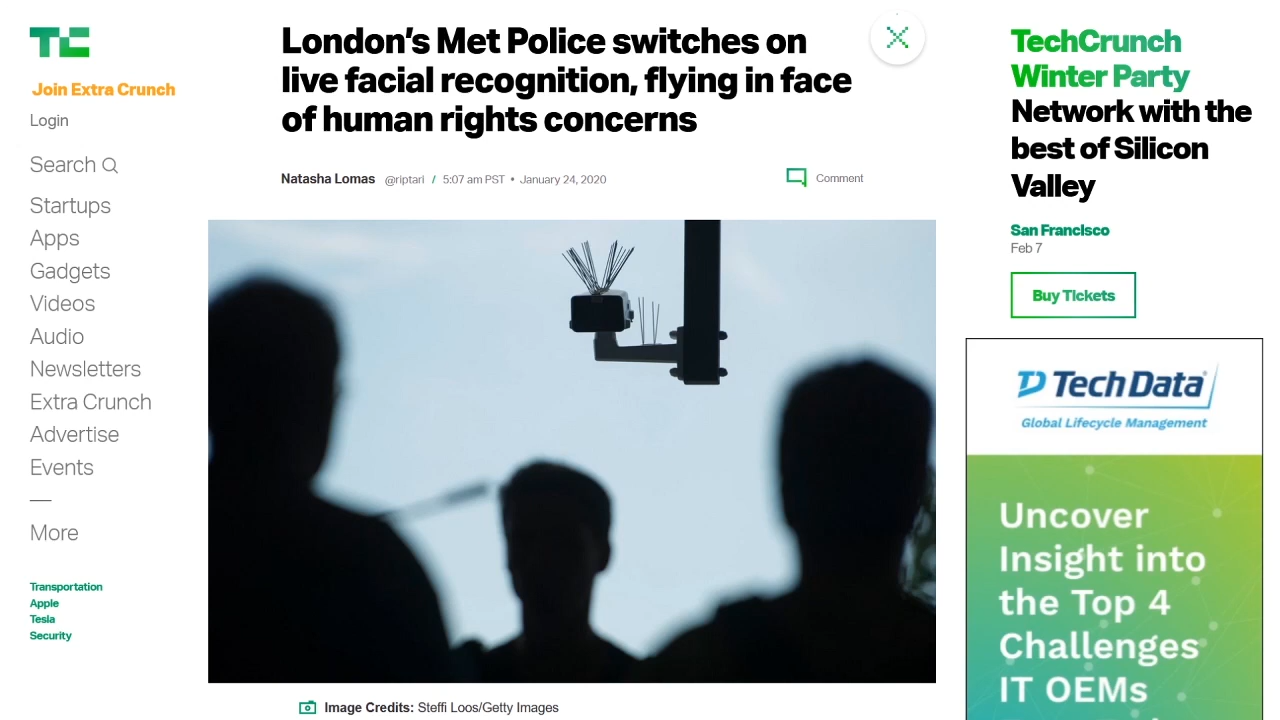 TC
Join Extra Crunch
Login
Search
Startups
Apps
Gadgets
Videos
Audio
Newsletters
Extra Crunch
Advertise
Events
More
Transportation
Apple
Tesla
Security
London's Met Police switches on
live facial recognition, flying in face
of human rights concerns
Natasha Lomas @riptari / 5:07 am PST • January 24, 2020
Comment
Image Credits: Steffi Loos/Getty Images
TechCrunch
Winter Party
Network with the
best of Silicon
Valley
San Francisco
Feb 7
Buy Tickets
TD Tech Data
Global Lifecycle Management
Uncover
Insight into
the Top 4
Challenges
IT OEMs